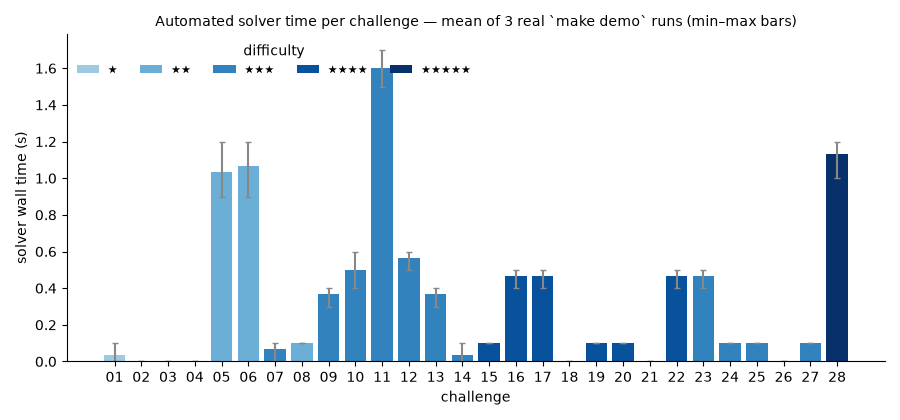 Automated solver time per challenge — mean of 3 real `make demo` runs (min–max bars)
difficulty
★ ★★ ★★★ ★★★★ ★★★★★
solver wall time (s)
1.6
1.4
1.2
1.0
0.8
0.6
0.4
0.2
0.0
01 02 03 04 05 06 07 08 09 10 11 12 13 14 15 16 17 18 19 20 21 22 23 24 25 26 27 28
challenge